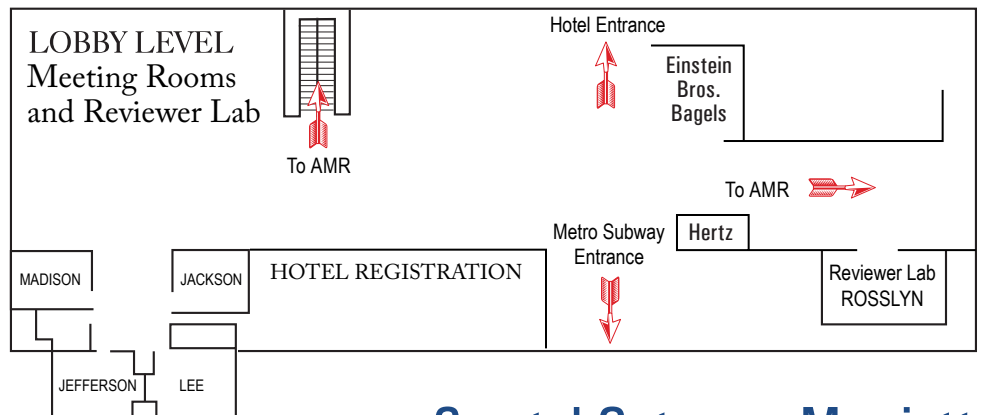 LOBBY LEVEL
Meeting Rooms
and Reviewer Lab
To AMR
Hotel Entrance
Einstein
Bros.
Bagels
To AMR
Metro Subway
Entrance
Hertz
MADISON
JACKSON
HOTEL REGISTRATION
Reviewer Lab
ROSSLYN
JEFFERSON
LEE